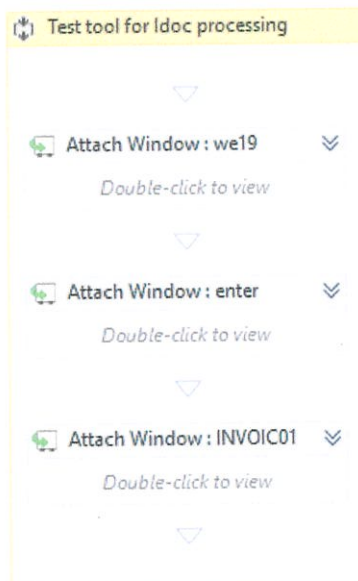 Test tool for Idoc processing
Attach Window : we19
Double-click to view
Attach Window : enter
Double-click to view
Attach Window : INVOIC01
Double-click to view